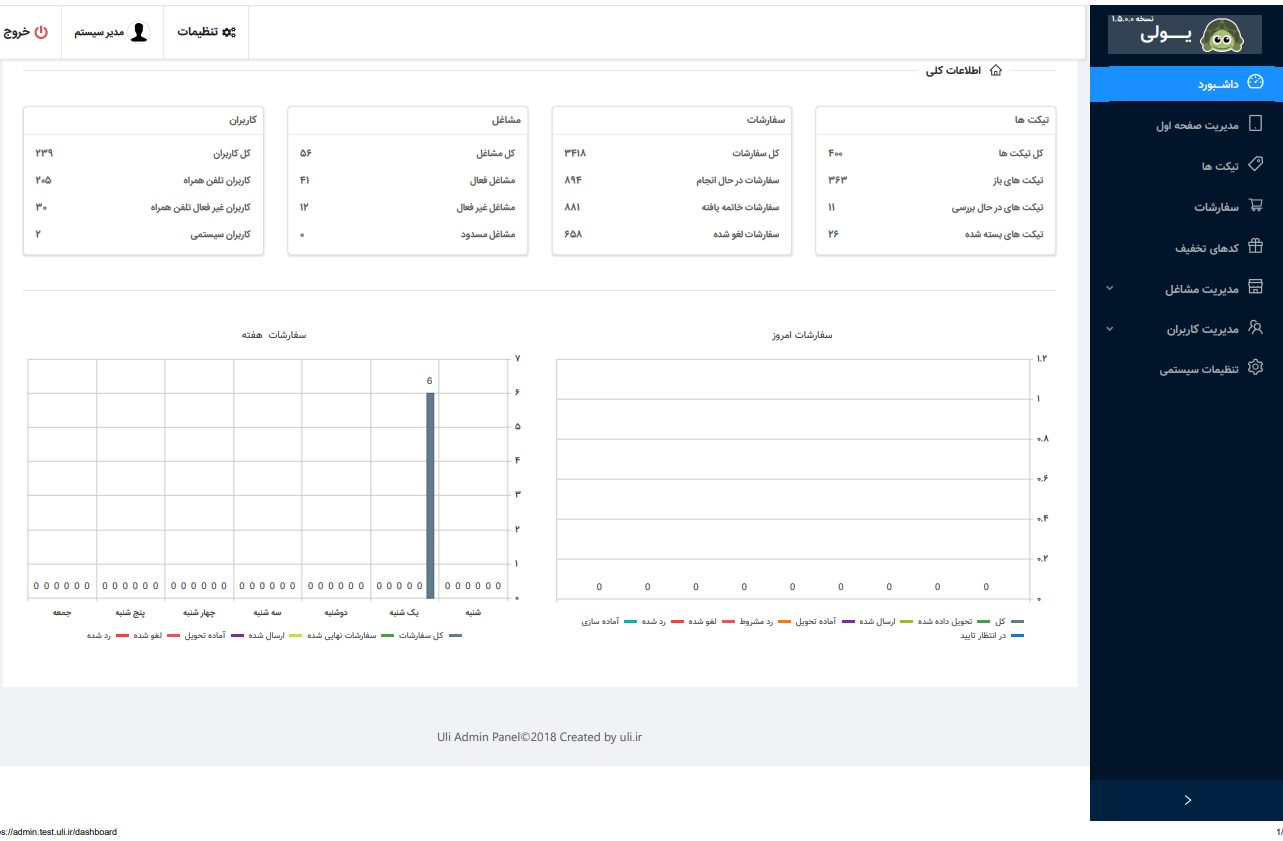 نسخه ۱.۵.۰.۰
یـــولی
تنظیمات
مدیر سیستم
خروج
داشـبورد
مدیریت صفحه اول
تیکت ها
سفارشات
کدهای تخفیف
مدیریت مشاغل
مدیریت کاربران
تنظیمات سیستمی
اطلاعات کلی
تیکت ها
کل تیکت ها ۴۰۰
تیکت های باز ۳۶۳
تیکت های در حال بررسی ۱۱
تیکت های بسته شده ۲۶
سفارشات
کل سفارشات ۳۴۱۸
سفارشات در حال انجام ۸۹۴
سفارشات خاتمه یافته ۸۸۱
سفارشات لغو شده ۶۵۸
مشاغل
کل مشاغل ۵۶
مشاغل فعال ۴۱
مشاغل غیر فعال ۱۲
مشاغل مسدود ۰
کاربران
کل کاربران ۲۳۹
کاربران تلفن همراه ۲۰۵
کاربران غیر فعال تلفن همراه ۳۰
کاربران سیستمی ۲
سفارشات امروز
۱.۲
۱
۰.۸
۰.۶
۰.۴
۰.۲
۰
0 0 0 0 0 0 0 0 0
کل تحویل داده شده ارسال شده آماده تحویل رد مشروط لغو شده رد شده آماده سازی
در انتظار تایید
سفارشات هفته
۷
۶
۵
۴
۳
۲
۱
۰
6
0 0 0 0 0 0 0 0 0 0 0 0 0 0 0 0 0 0 0 0 0 0 0 0 0 0 0 0 0 0 0 0 0 0 0 0 0 0 0 0 0
شنبه یک شنبه دوشنبه سه شنبه چهار شنبه پنج شنبه جمعه
کل سفارشات سفارشات نهایی شده ارسال شده آماده تحویل لغو شده رد شده
Uli Admin Panel©2018 Created by uli.ir
s://admin.test.uli.ir/dashboard
1/